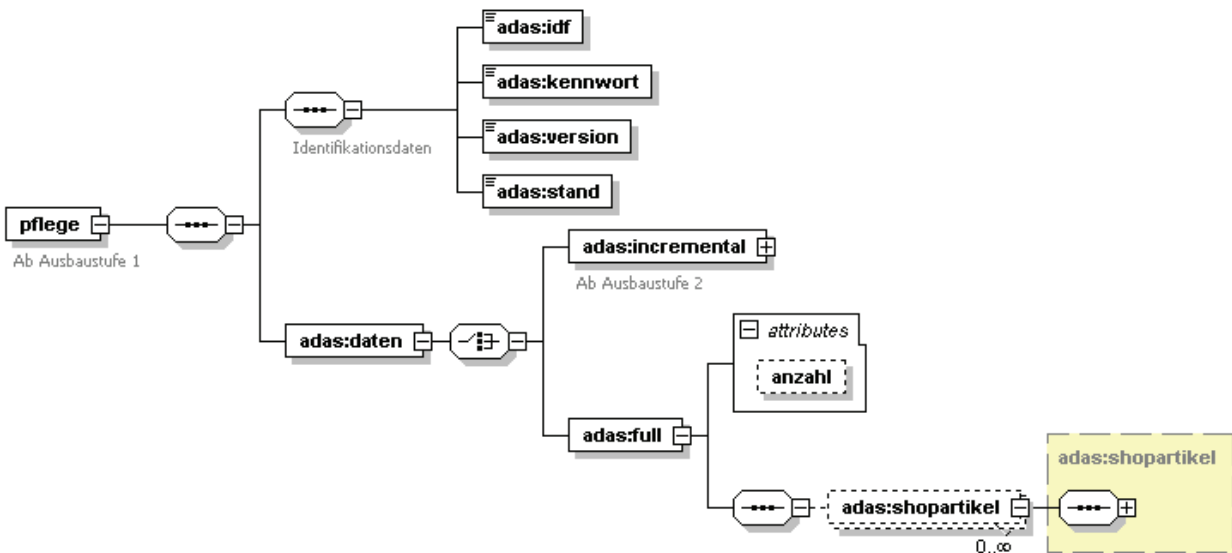 adas:idf
adas:kennwort
adas:version
adas:stand
Identifikationsdaten
pflege
Ab Ausbaustufe 1
adas:incremental
Ab Ausbaustufe 2
adas:daten
attributes
anzahl
adas:full
adas:shopartikel
adas:shopartikel
0..∞